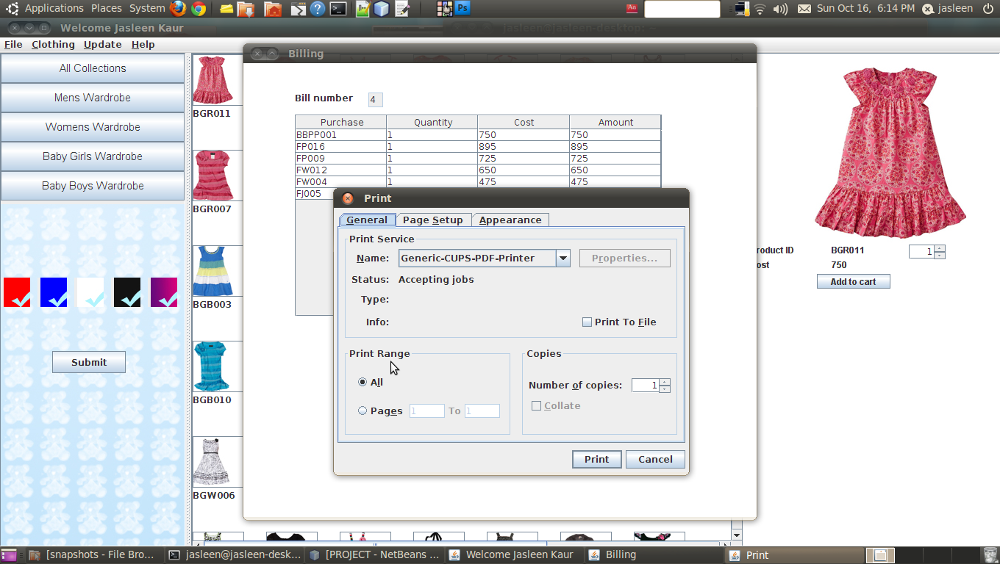 Applications Places System Aa Sun Oct 16, 6:14 PM jasleen
Welcome Jasleen Kaur jasleen@jasleen-desktop: ~
File Clothing Update Help
All Collections
Mens Wardrobe
Womens Wardrobe
Baby Girls Wardrobe
Baby Boys Wardrobe
Submit
BGR011
BGR007
BGB003
BGB010
BGW006
Billing
Bill number 4
Purchase Quantity Cost Amount
BBPP001 1 750 750
FP016 1 895 895
FP009 1 725 725
FW012 1 650 650
FW004 1 475 475
FJ005
Print
General Page Setup Appearance
Print Service
Name: Generic-CUPS-PDF-Printer Properties...
Status: Accepting jobs
Type:
Info: Print To File
Print Range
All
Pages 1 To 1
Copies
Number of copies: 1
Collate
Print Cancel
roduct ID BGR011 1
ost 750
Add to cart
[snapshots - File Bro... jasleen@jasleen-desk... [PROJECT - NetBeans ... Welcome Jasleen Kaur Billing Print